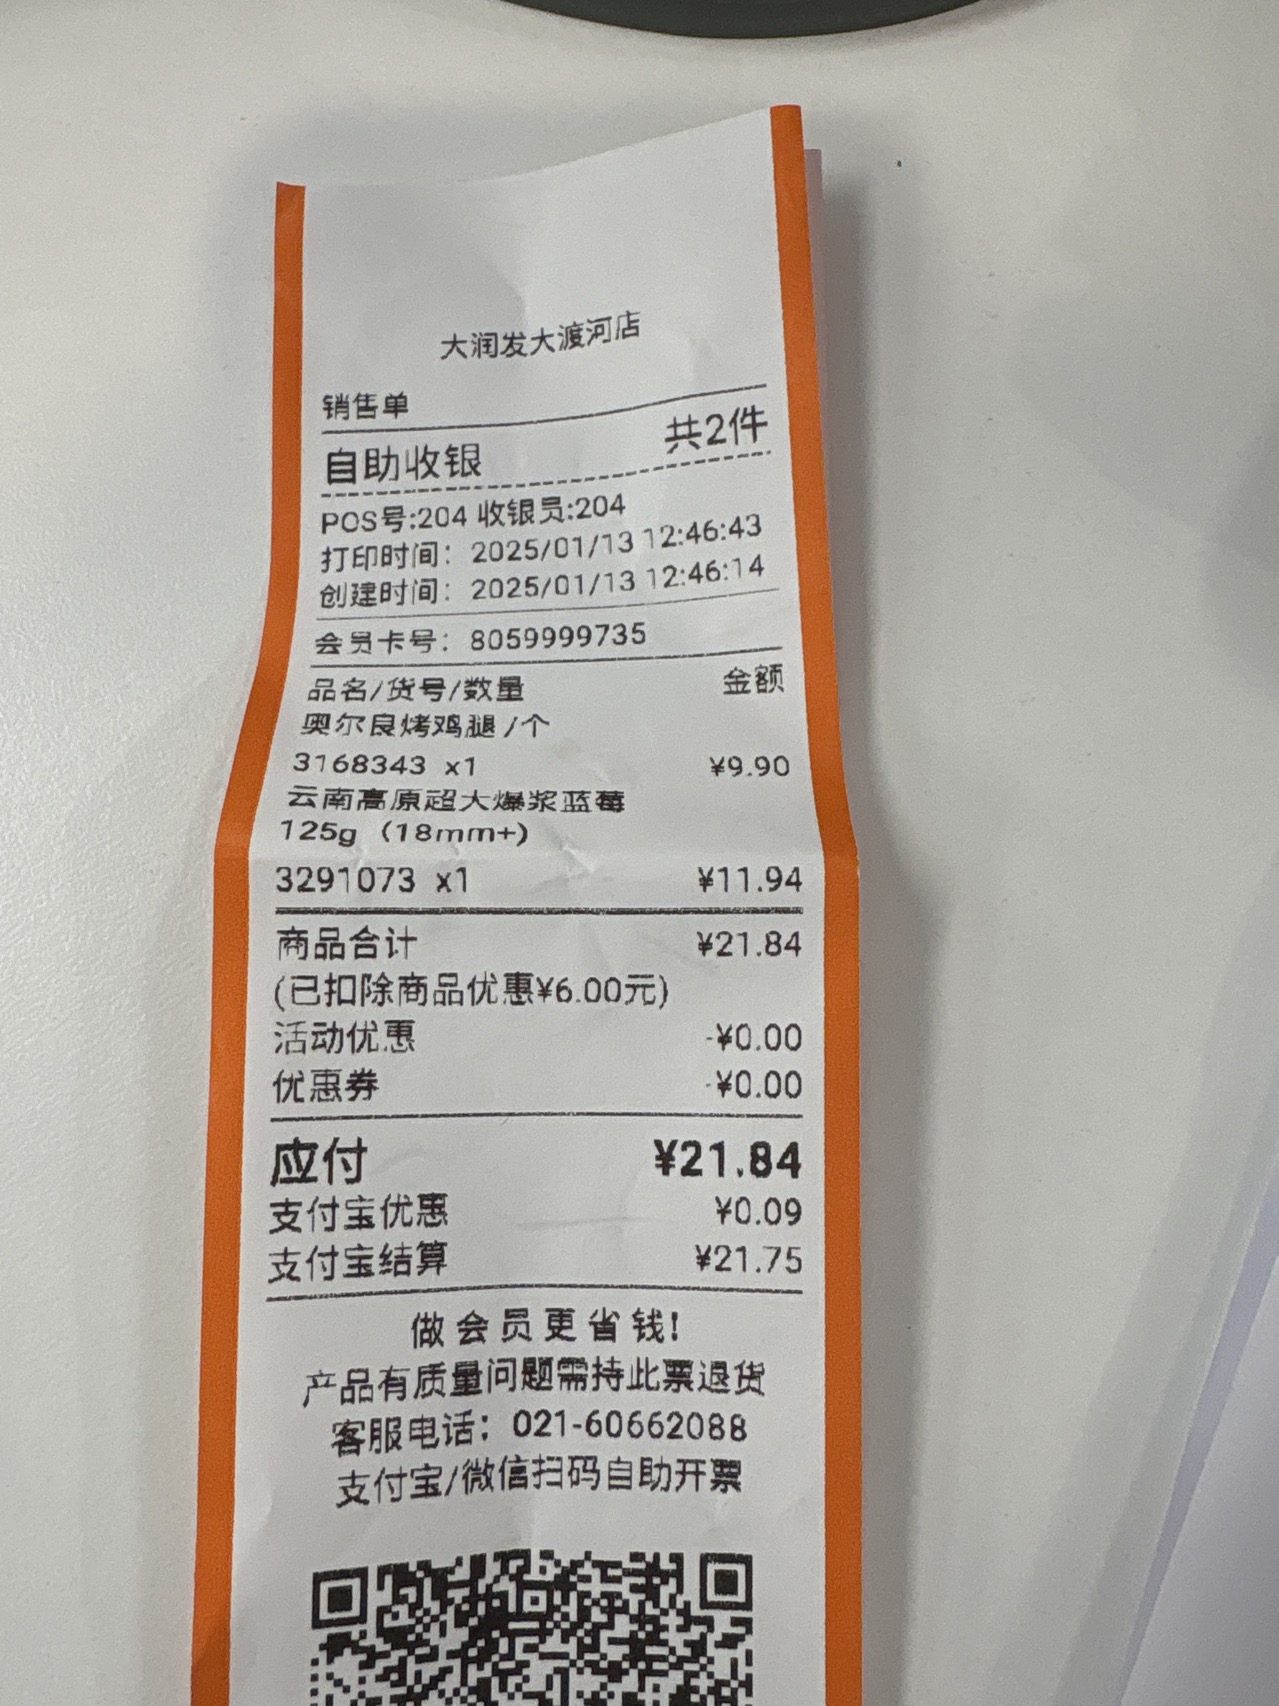 大润发大渡河店
销售单
自助收银 共2件
POS号:204 收银员:204
打印时间：2025/01/13 12:46:43
创建时间：2025/01/13 12:46:14
会员卡号：8059999735
品名/货号/数量 金额
奥尔良烤鸡腿/个
3168343 x1 ¥9.90
云南高原超大爆浆蓝莓
125g（18mm+)
3291073 x1 ¥11.94
商品合计 ¥21.84
(已扣除商品优惠¥6.00元)
活动优惠 -¥0.00
优惠券 -¥0.00
应付 ¥21.84
支付宝优惠 ¥0.09
支付宝结算 ¥21.75
做会员更省钱!
产品有质量问题需持此票退货
客服电话：021-60662088
支付宝/微信扫码自助开票